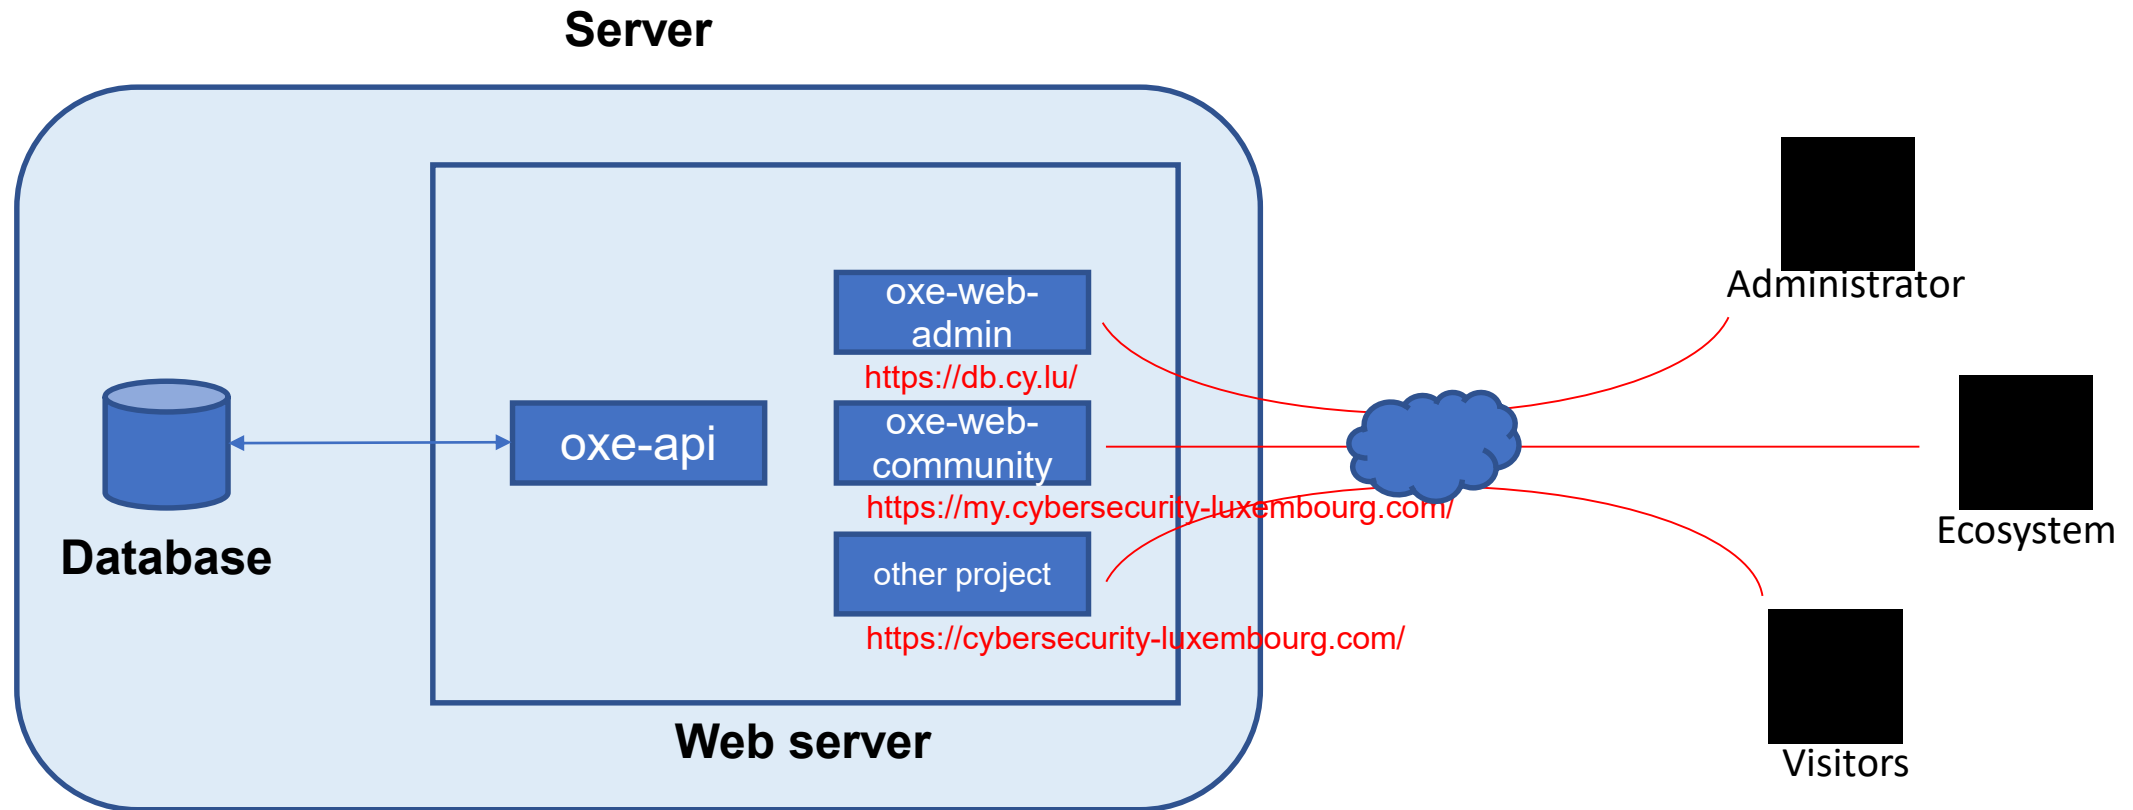 Server
oxe-web-
admin
https://db.cy.lu/
oxe-api
oxe-web-
community
https://my.cybersecurity-luxembourg.com/
other project
https://cybersecurity-luxembourg.com/
Database
Web server
Administrator
Ecosystem
Visitors